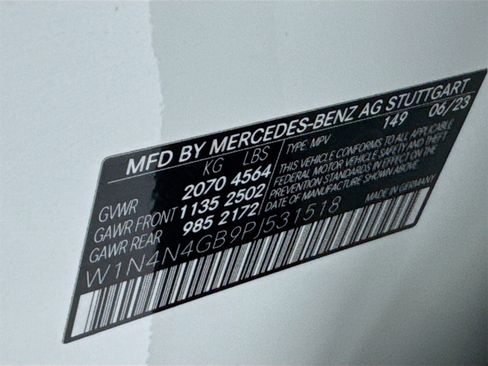 MFD BY MERCEDES-BENZ AG STUTTGART
KG LBS TYPE: MPV 149 06/23
GVWR 2070 4564
GAWR FRONT 1135 2502
GAWR REAR 985 2172
THIS VEHICLE CONFORMS TO ALL APPLICABLE
FEDERAL MOTOR VEHICLE SAFETY AND THEFT
PREVENTION STANDARDS IN EFFECT ON THE
DATE OF MANUFACTURE SHOWN ABOVE.
W1N4N4GB9PJ531518
MADE IN GERMANY